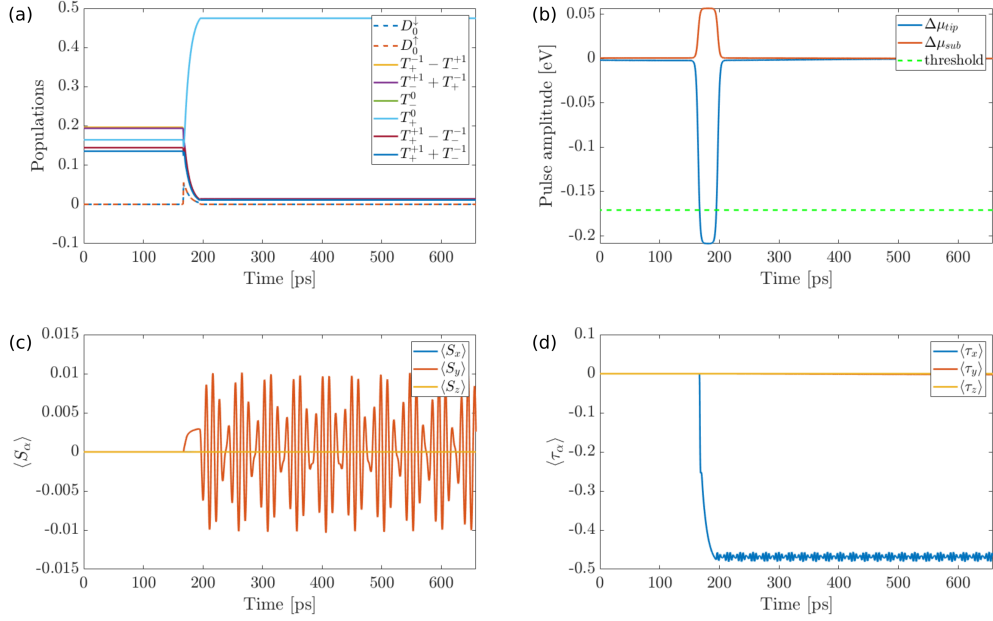 (a)
0.5
0.4
0.3
0.2
0.1
0
-0.1
Populations
0
100
200
300
400
500
600
Time [ps]
D₀^↓
D₀^↑
T₊^{-1} − T₋^{+1}
T₋^{+1} + T₊^{-1}
T₋^0
T₊^0
T₊^{+1} − T₋^{-1}
T₊^{+1} + T₋^{-1}
(b)
0.05
0
-0.05
-0.1
-0.15
-0.2
Pulse amplitude [eV]
0
100
200
300
400
500
600
Time [ps]
Δμ_{tip}
Δμ_{sub}
threshold
(c)
0.015
0.01
0.005
0
-0.005
-0.01
-0.015
⟨S_α⟩
0
100
200
300
400
500
600
Time [ps]
⟨S_x⟩
⟨S_y⟩
⟨S_z⟩
(d)
0.1
0
-0.1
-0.2
-0.3
-0.4
-0.5
⟨τ_α⟩
0
100
200
300
400
500
600
Time [ps]
⟨τ_x⟩
⟨τ_y⟩
⟨τ_z⟩